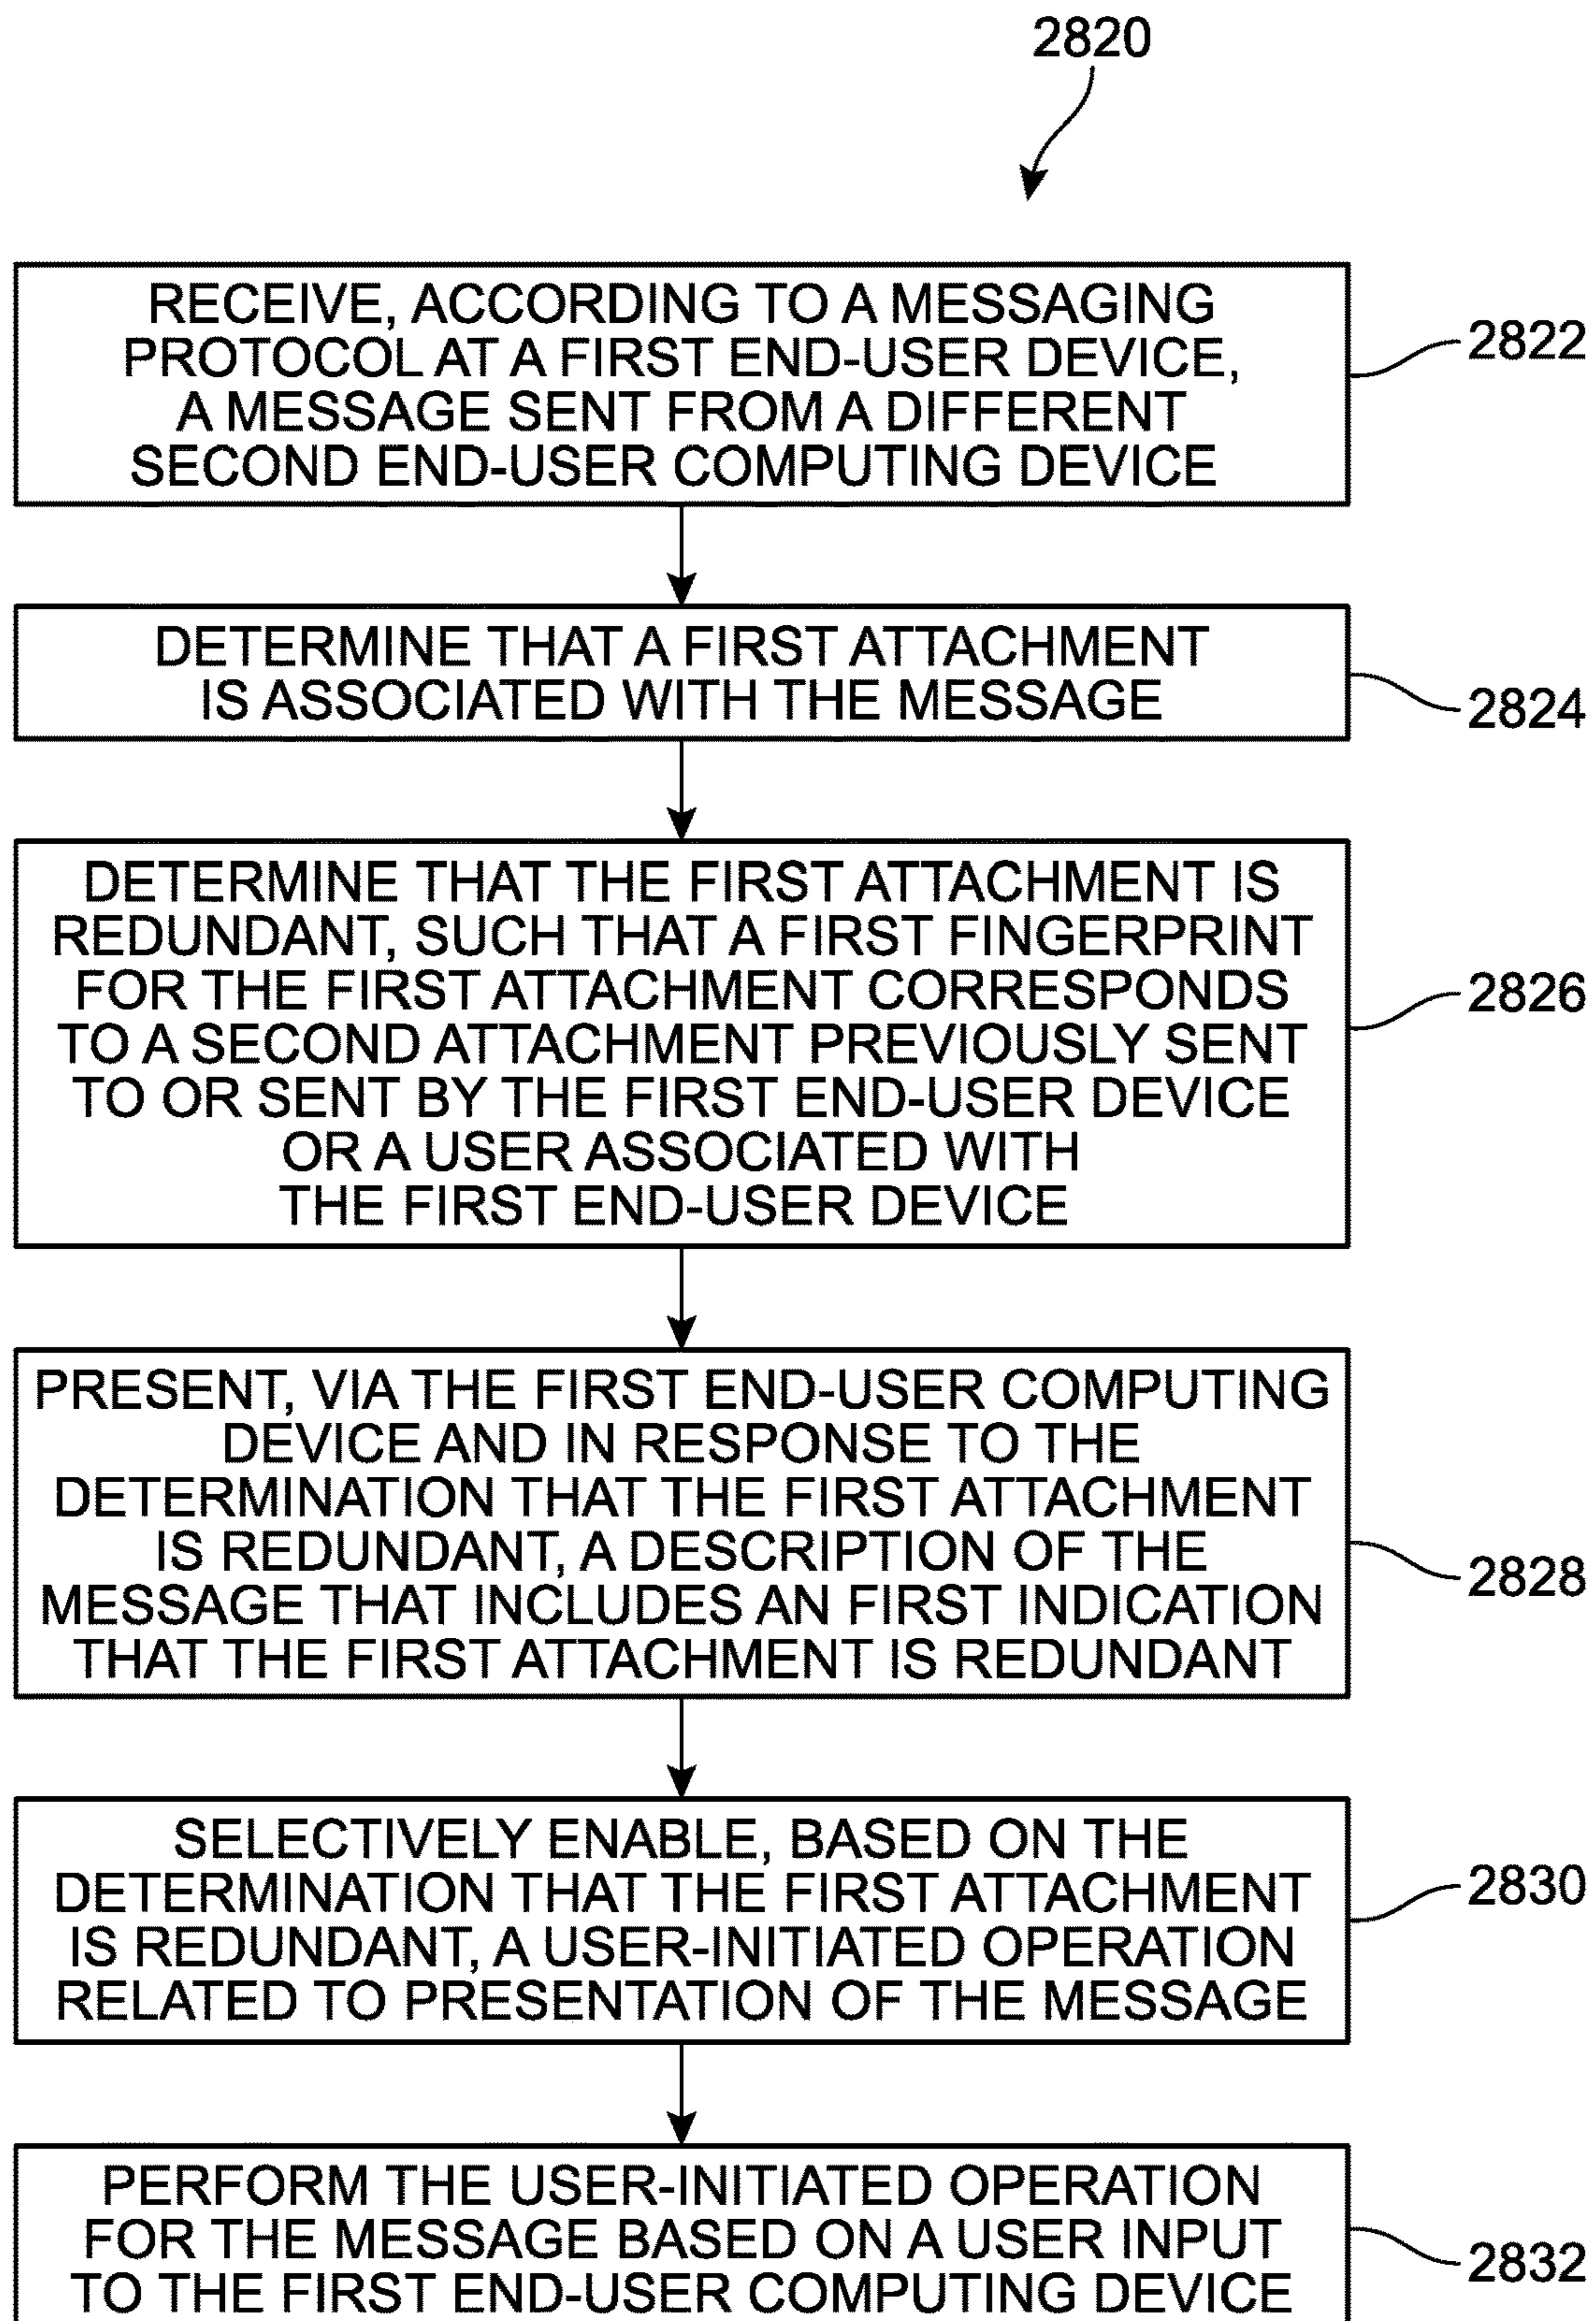 2820
RECEIVE, ACCORDING TO A MESSAGING
PROTOCOL AT A FIRST END-USER DEVICE,
A MESSAGE SENT FROM A DIFFERENT
SECOND END-USER COMPUTING DEVICE
2822
DETERMINE THAT A FIRST ATTACHMENT
IS ASSOCIATED WITH THE MESSAGE
2824
DETERMINE THAT THE FIRST ATTACHMENT IS
REDUNDANT, SUCH THAT A FIRST FINGERPRINT
FOR THE FIRST ATTACHMENT CORRESPONDS
TO A SECOND ATTACHMENT PREVIOUSLY SENT
TO OR SENT BY THE FIRST END-USER DEVICE
OR A USER ASSOCIATED WITH
THE FIRST END-USER DEVICE
2826
PRESENT, VIA THE FIRST END-USER COMPUTING
DEVICE AND IN RESPONSE TO THE
DETERMINATION THAT THE FIRST ATTACHMENT
IS REDUNDANT, A DESCRIPTION OF THE
MESSAGE THAT INCLUDES AN FIRST INDICATION
THAT THE FIRST ATTACHMENT IS REDUNDANT
2828
SELECTIVELY ENABLE, BASED ON THE
DETERMINATION THAT THE FIRST ATTACHMENT
IS REDUNDANT, A USER-INITIATED OPERATION
RELATED TO PRESENTATION OF THE MESSAGE
2830
PERFORM THE USER-INITIATED OPERATION
FOR THE MESSAGE BASED ON A USER INPUT
TO THE FIRST END-USER COMPUTING DEVICE
2832